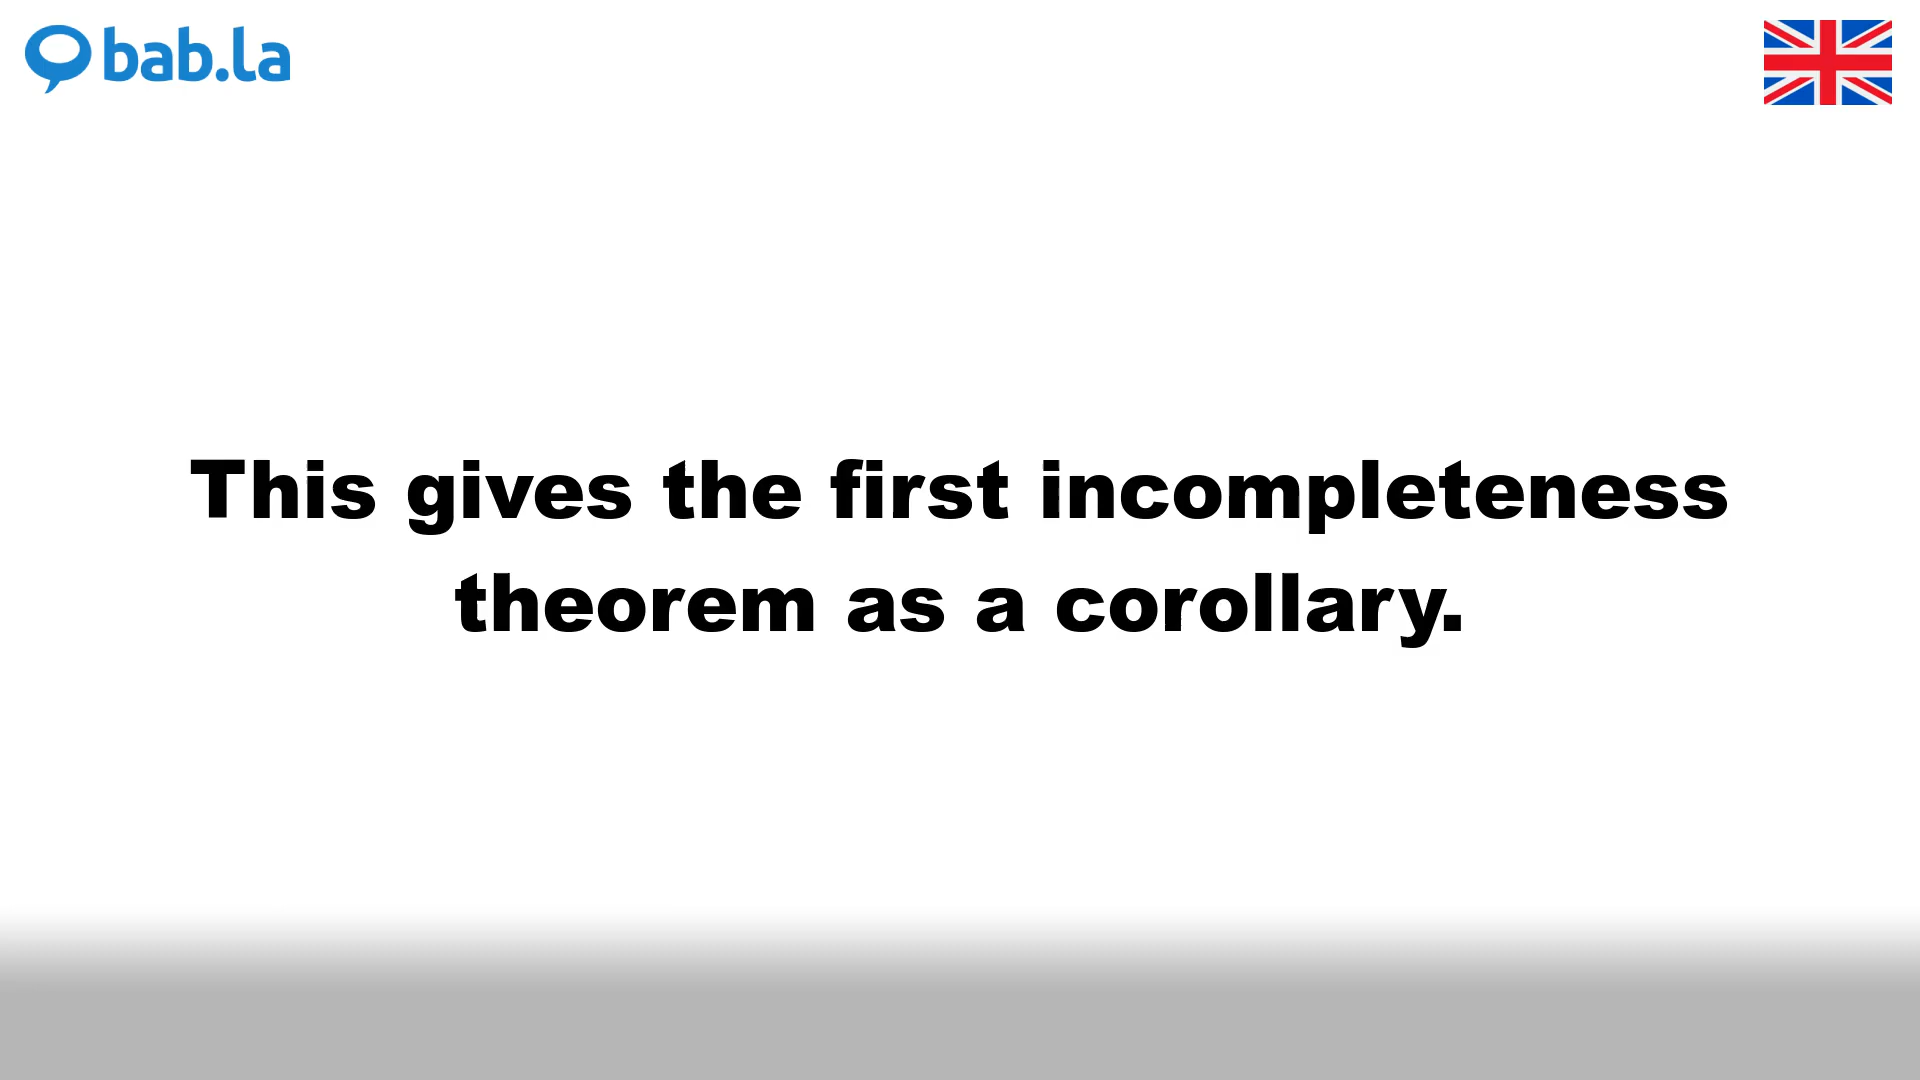 bab.la
This gives the first incompleteness
theorem as a corollary.